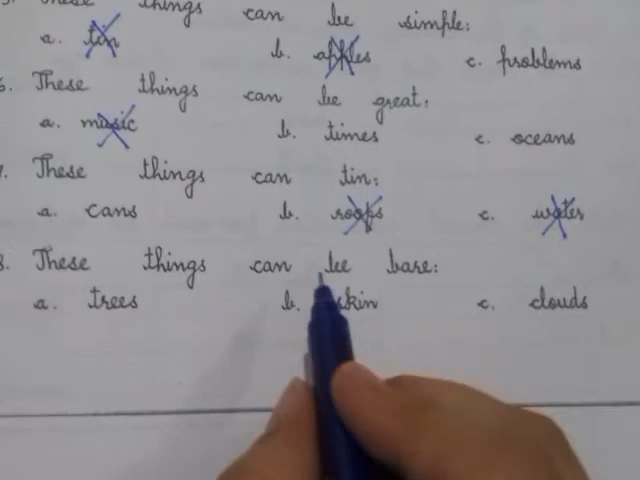 These things can be simple:
a. tin b. apples c. problems
6. These things can be great:
a. music b. times c. oceans
7. These things can tin:
a. cans b. roofs c. water
8. These things can be bare:
a. trees b. skin c. clouds